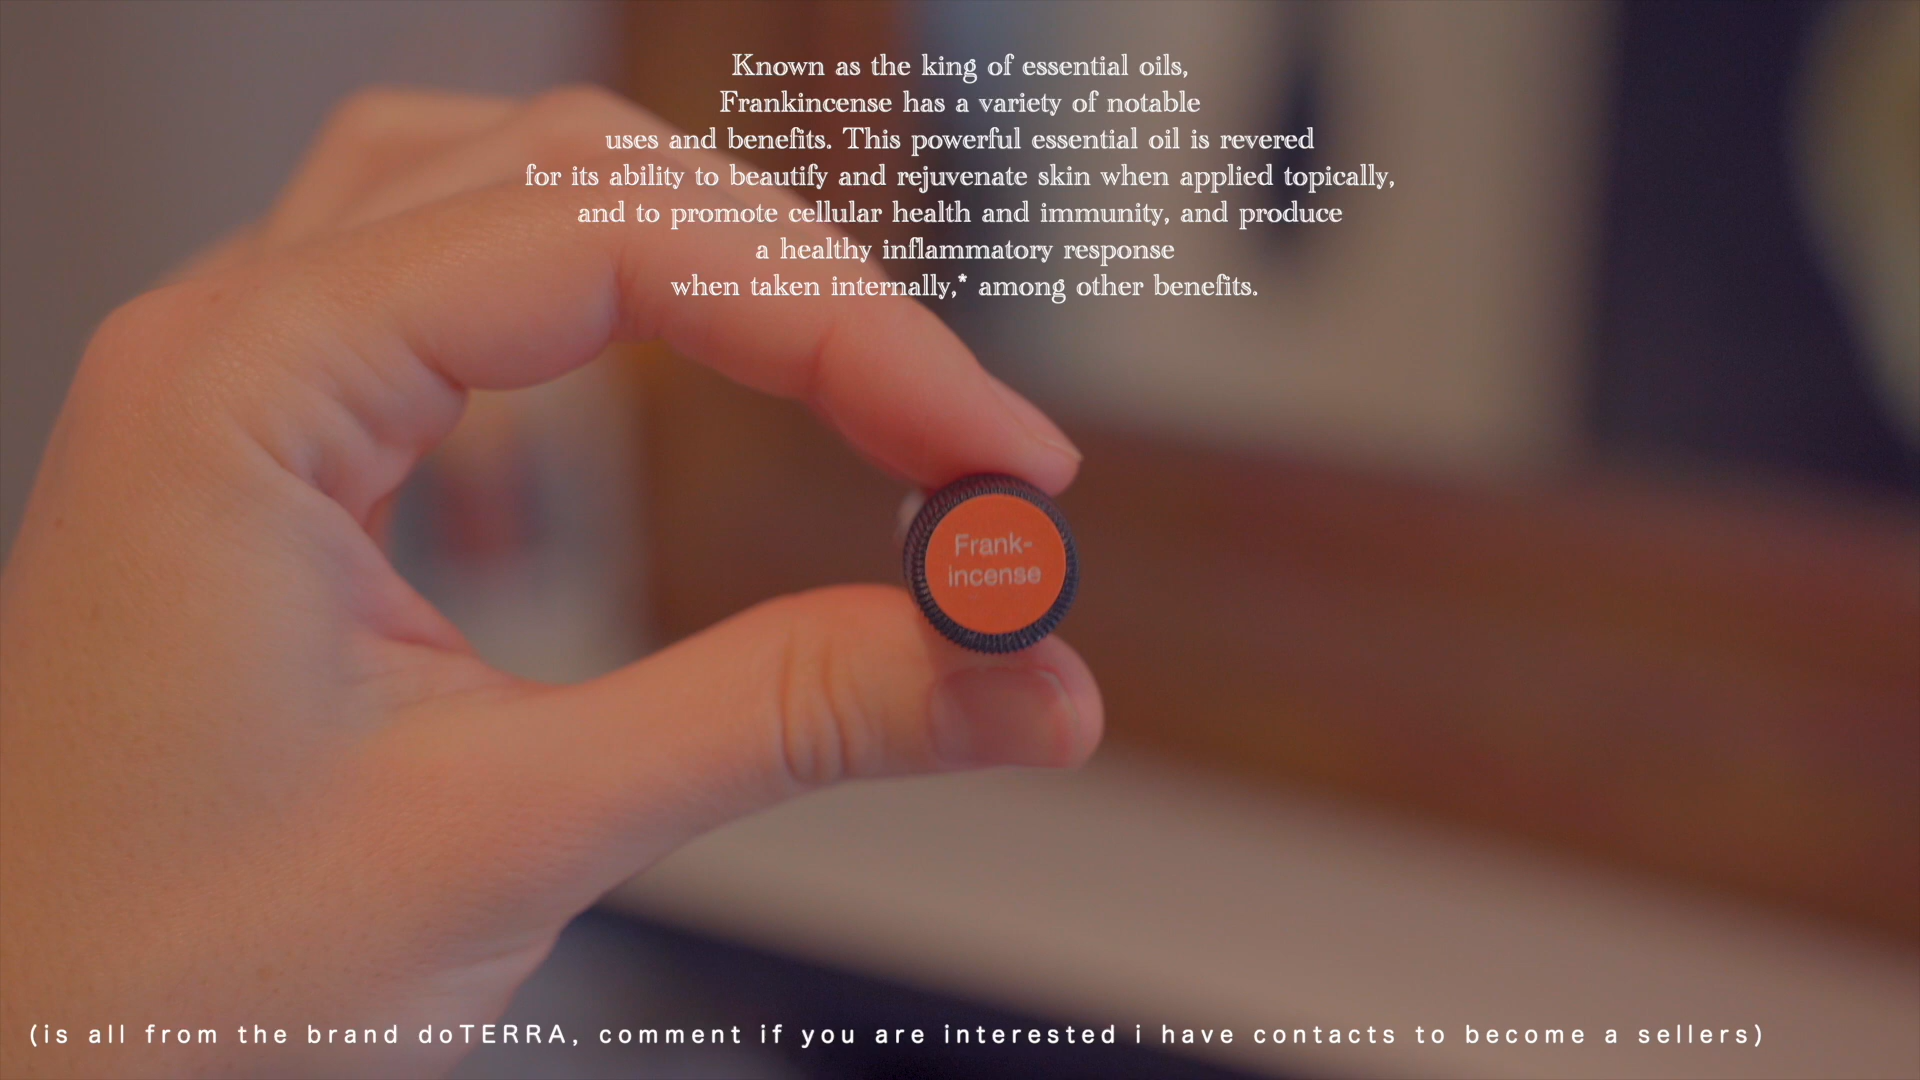 Known as the king of essential oils,
Frankincense has a variety of notable
uses and benefits. This powerful essential oil is revered
for its ability to beautify and rejuvenate skin when applied topically,
and to promote cellular health and immunity, and produce
a healthy inflammatory response
when taken internally,* among other benefits.
Frank-
incense
(is all from the brand doTERRA, comment if you are interested i have contacts to become a sellers)